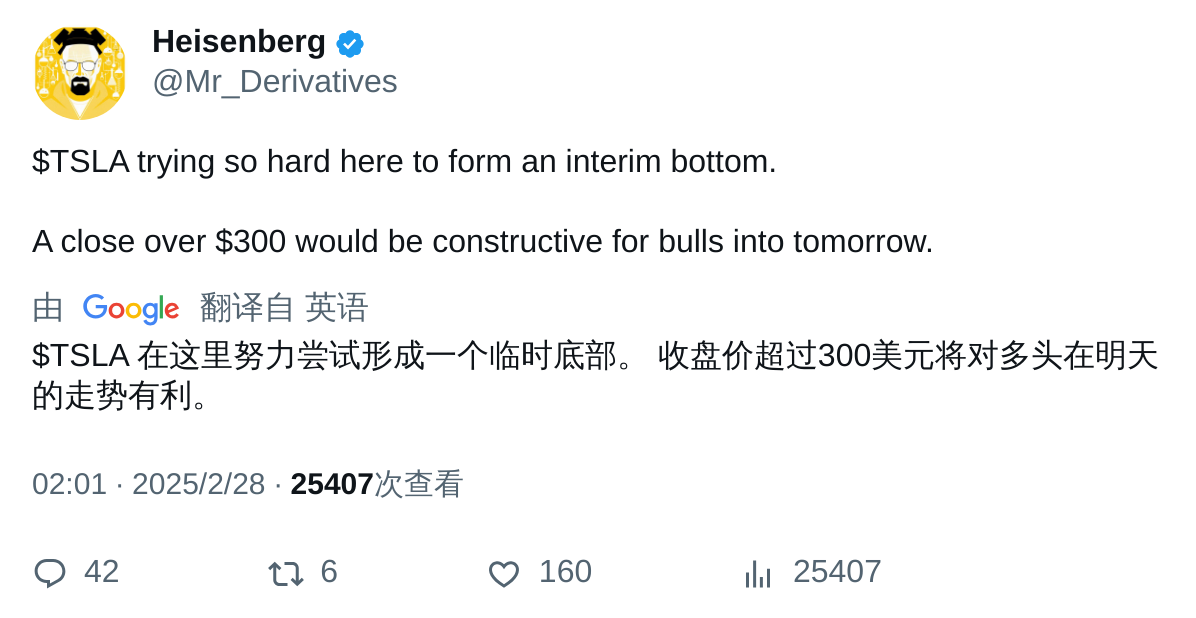 Heisenberg
@Mr_Derivatives
$TSLA trying so hard here to form an interim bottom.
A close over $300 would be constructive for bulls into tomorrow.
由 Google 翻译自 英语
$TSLA 在这里努力尝试形成一个临时底部。 收盘价超过300美元将对多头在明天
的走势有利。
02:01 · 2025/2/28 · 25407次查看
42 6 160 25407